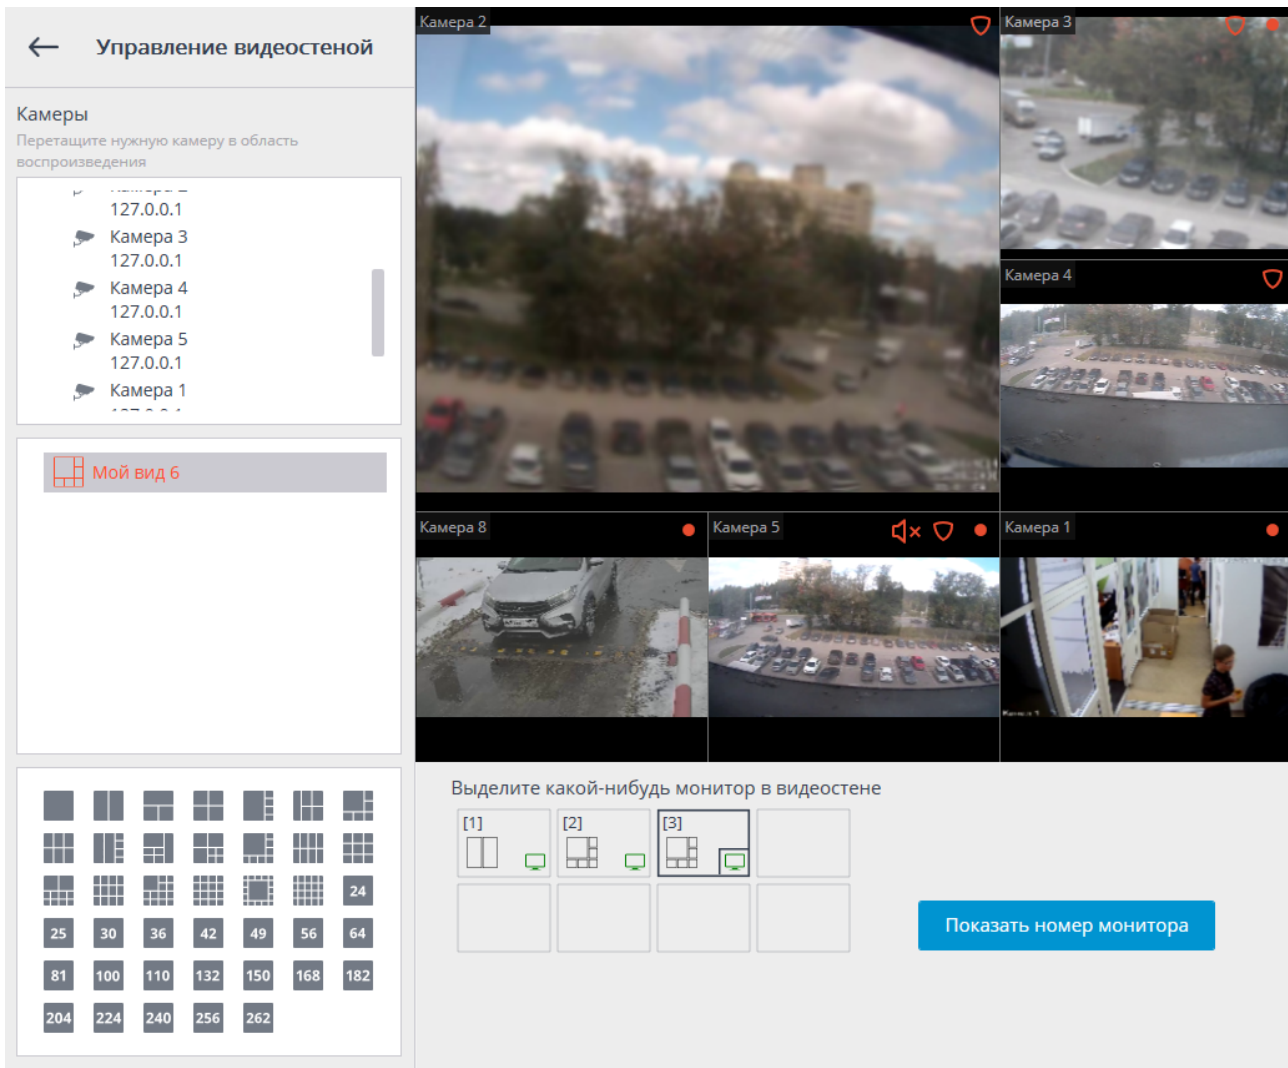 Управление видеостеной
Камеры
Перетащите нужную камеру в область
воспроизведения
127.0.0.1
Камера 3
127.0.0.1
Камера 4
127.0.0.1
Камера 5
127.0.0.1
Камера 1
Мой вид 6
24
25 30 36 42 49 56 64
81 100 110 132 150 168 182
204 224 240 256 262
Камера 2
Камера 3
Камера 4
Камера 8
Камера 5
Камера 1
Выделите какой-нибудь монитор в видеостене
[1] [2] [3]
Показать номер монитора